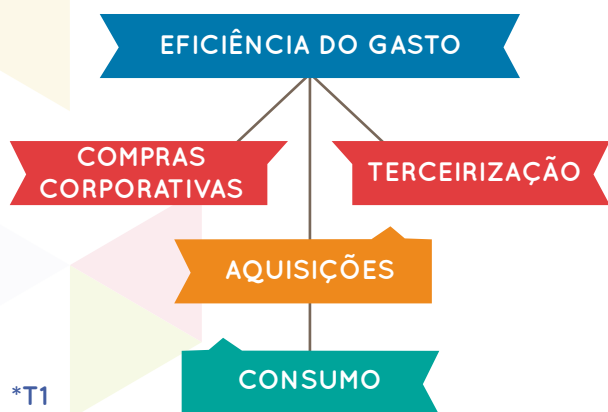 EFICIÊNCIA DO GASTO
COMPRAS
CORPORATIVAS
TERCEIRIZAÇÃO
AQUISIÇÕES
CONSUMO
*T1